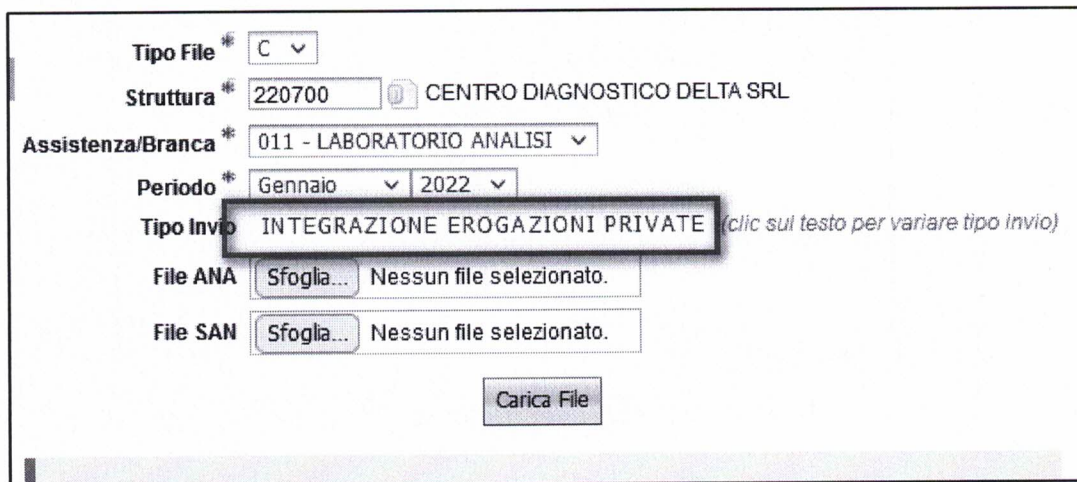 Tipo File * C
Struttura * 220700 CENTRO DIAGNOSTICO DELTA SRL
Assistenza/Branca * 011 - LABORATORIO ANALISI
Periodo * Gennaio 2022
Tipo Invio INTEGRAZIONE EROGAZIONI PRIVATE (clic sul testo per variare tipo invio)
File ANA Sfoglia... Nessun file selezionato.
File SAN Sfoglia... Nessun file selezionato.
Carica File